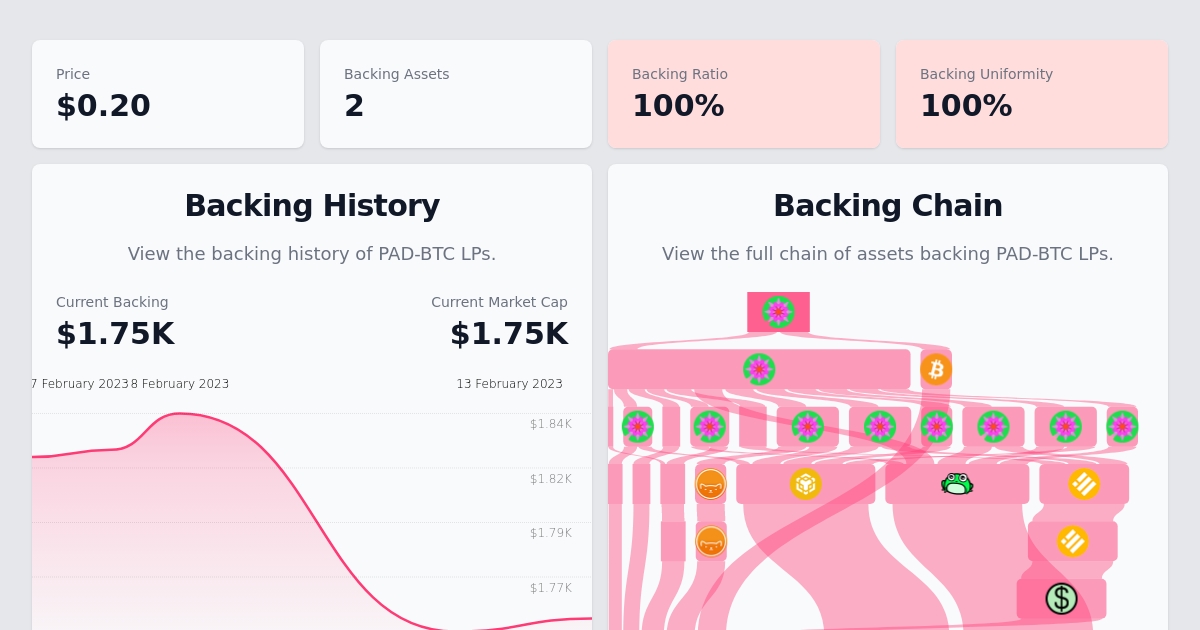 Price
$0.20
Backing Assets
2
Backing Ratio
100%
Backing Uniformity
100%
Backing History
View the backing history of PAD-BTC LPs.
Current Backing
$1.75K
Current Market Cap
$1.75K
7 February 2023
8 February 2023
13 February 2023
$1.84K
$1.82K
$1.79K
$1.77K
Backing Chain
View the full chain of assets backing PAD-BTC LPs.